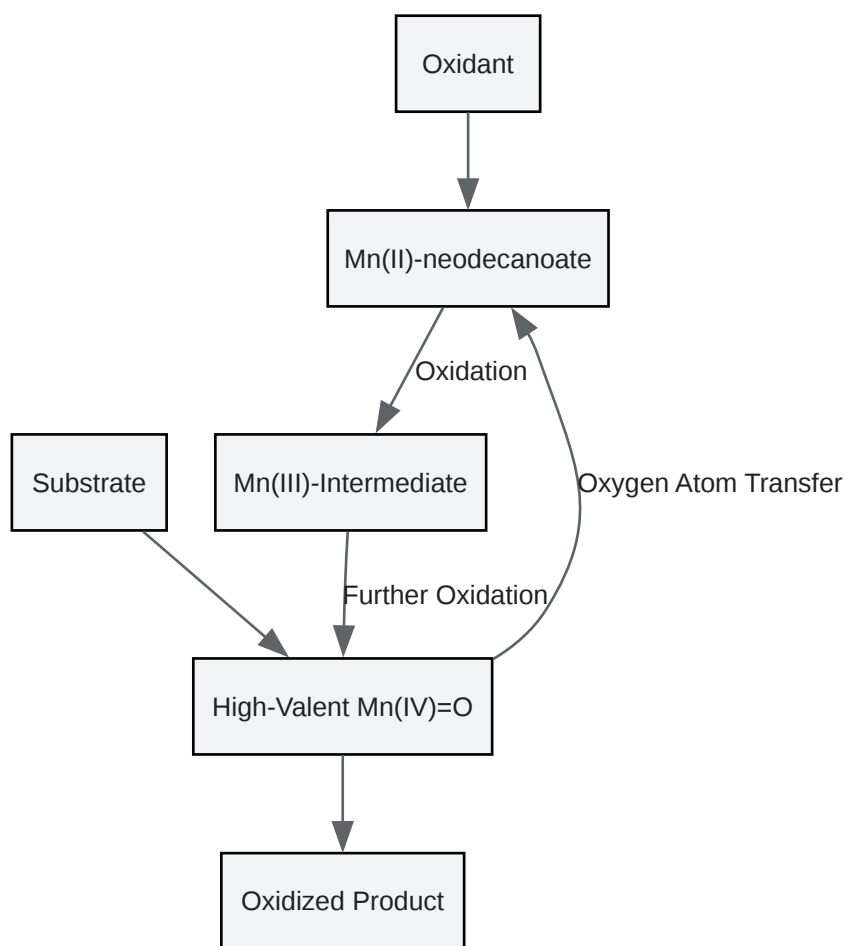 Oxidant
Mn(II)-neodecanoate
Oxidation
Substrate
Mn(III)-Intermediate
Oxygen Atom Transfer
Further Oxidation
High-Valent Mn(IV)=O
Oxidized Product